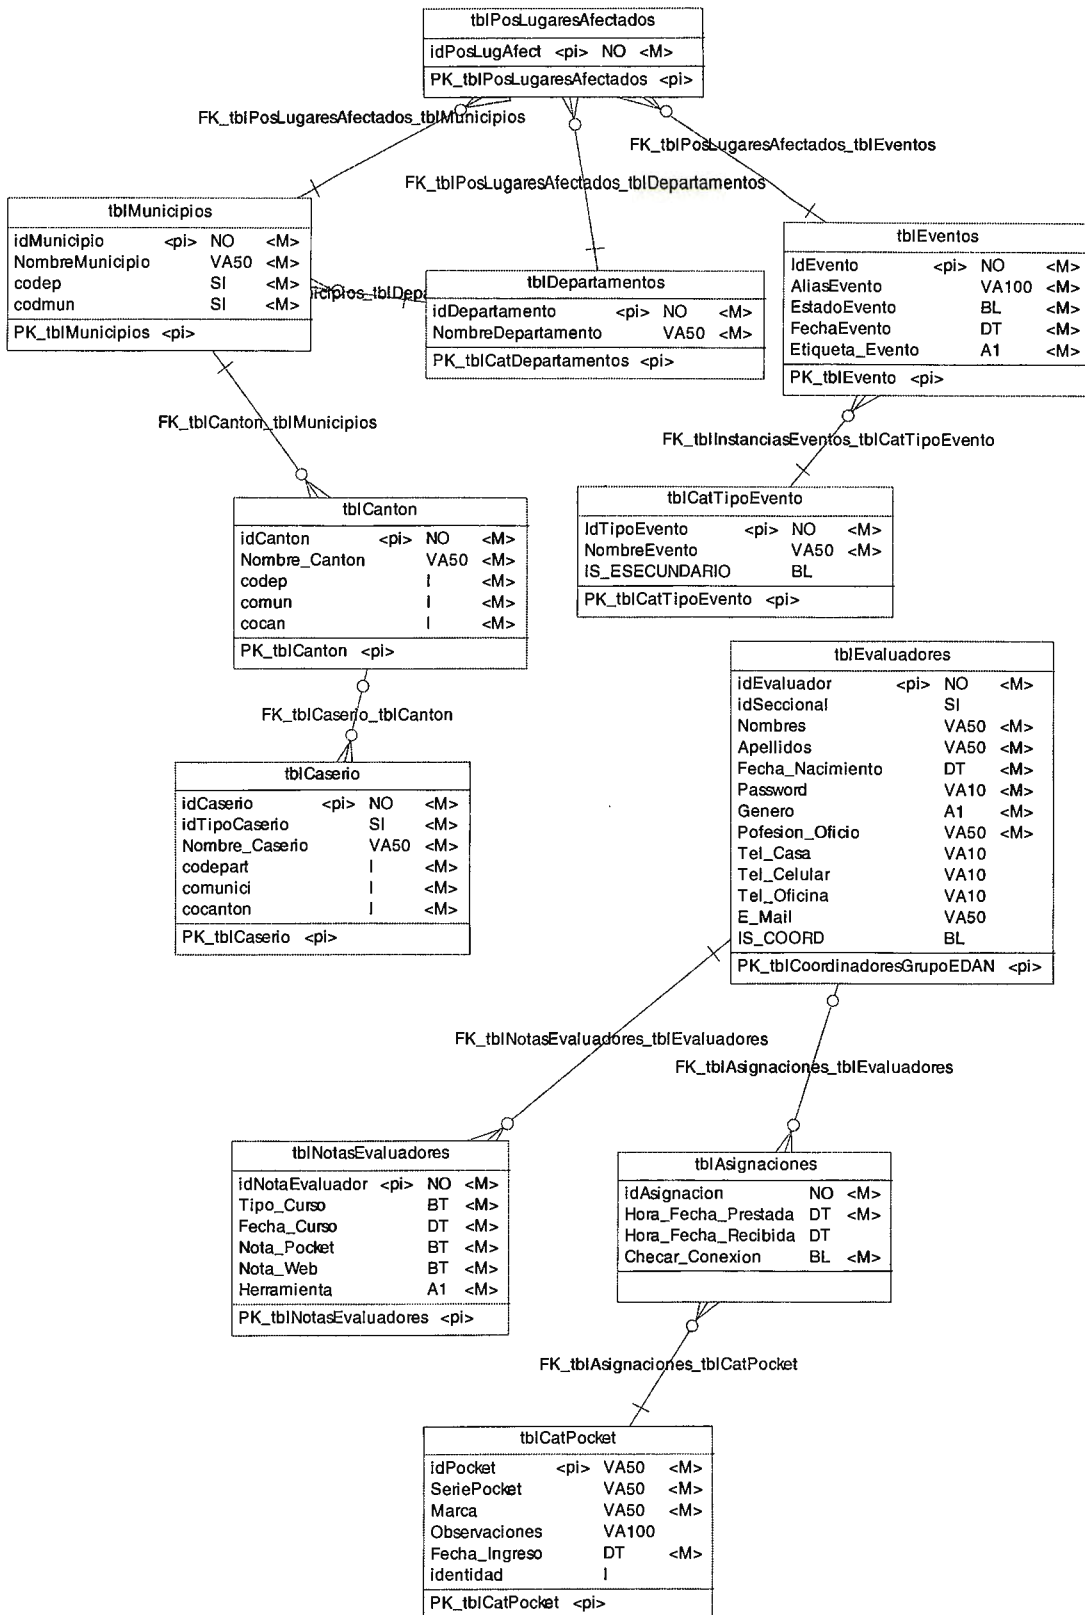 tblPosLugaresAfectados
idPosLugAfect <pi> NO <M>
PK_tblPosLugaresAfectados <pi>
FK_tblPosLugaresAfectados_tblMunicipios
FK_tblPosLugaresAfectados_tblEventos
FK_tblPosLugaresAfectados_tblDepartamentos
tblMunicipios
idMunicipio <pi> NO <M>
NombreMunicipio VA50 <M>
codep SI <M>
codmun SI <M>
PK_tblMunicipios <pi>
tblDepartamentos
idDepartamento <pi> NO <M>
NombreDepartamento VA50 <M>
PK_tblCatDepartamentos <pi>
tblEventos
IdEvento <pi> NO <M>
AliasEvento VA100 <M>
EstadoEvento BL <M>
FechaEvento DT <M>
Etiqueta_Evento A1 <M>
PK_tblEvento <pi>
FK_tblCanton_tblMunicipios
FK_tblInstanciasEventos_tblCatTipoEvento
tblCanton
idCanton <pi> NO <M>
Nombre_Canton VA50 <M>
codep I <M>
comun I <M>
cocan I <M>
PK_tblCanton <pi>
tblCatTipoEvento
IdTipoEvento <pi> NO <M>
NombreEvento VA50 <M>
IS_ESECUNDARIO BL
PK_tblCatTipoEvento <pi>
FK_tblCaserio_tblCanton
tblCaserio
idCaserio <pi> NO <M>
idTipoCaserio SI <M>
Nombre_Caserio VA50 <M>
codepart I <M>
comunici I <M>
cocanton I <M>
PK_tblCaserio <pi>
tblEvaluadores
idEvaluador <pi> NO <M>
idSeccional SI
Nombres VA50 <M>
Apellidos VA50 <M>
Fecha_Nacimiento DT <M>
Password VA10 <M>
Genero A1 <M>
Pofesion_Oficio VA50 <M>
Tel_Casa VA10
Tel_Celular VA10
Tel_Oficina VA10
E_Mail VA50
IS_COORD BL
PK_tblCoordinadoresGrupoEDAN <pi>
FK_tblNotasEvaluadores_tblEvaluadores
FK_tblAsignaciones_tblEvaluadores
tblNotasEvaluadores
idNotaEvaluador <pi> NO <M>
Tipo_Curso BT <M>
Fecha_Curso DT <M>
Nota_Pocket BT <M>
Nota_Web BT <M>
Herramienta A1 <M>
PK_tblNotasEvaluadores <pi>
tblAsignaciones
idAsignacion NO <M>
Hora_Fecha_Prestada DT <M>
Hora_Fecha_Recibida DT
Checar_Conexion BL <M>
FK_tblAsignaciones_tblCatPocket
tblCatPocket
idPocket <pi> VA50 <M>
SeriePocket VA50 <M>
Marca VA50 <M>
Observaciones VA100
Fecha_Ingreso DT <M>
identidad I
PK_tblCatPocket <pi>